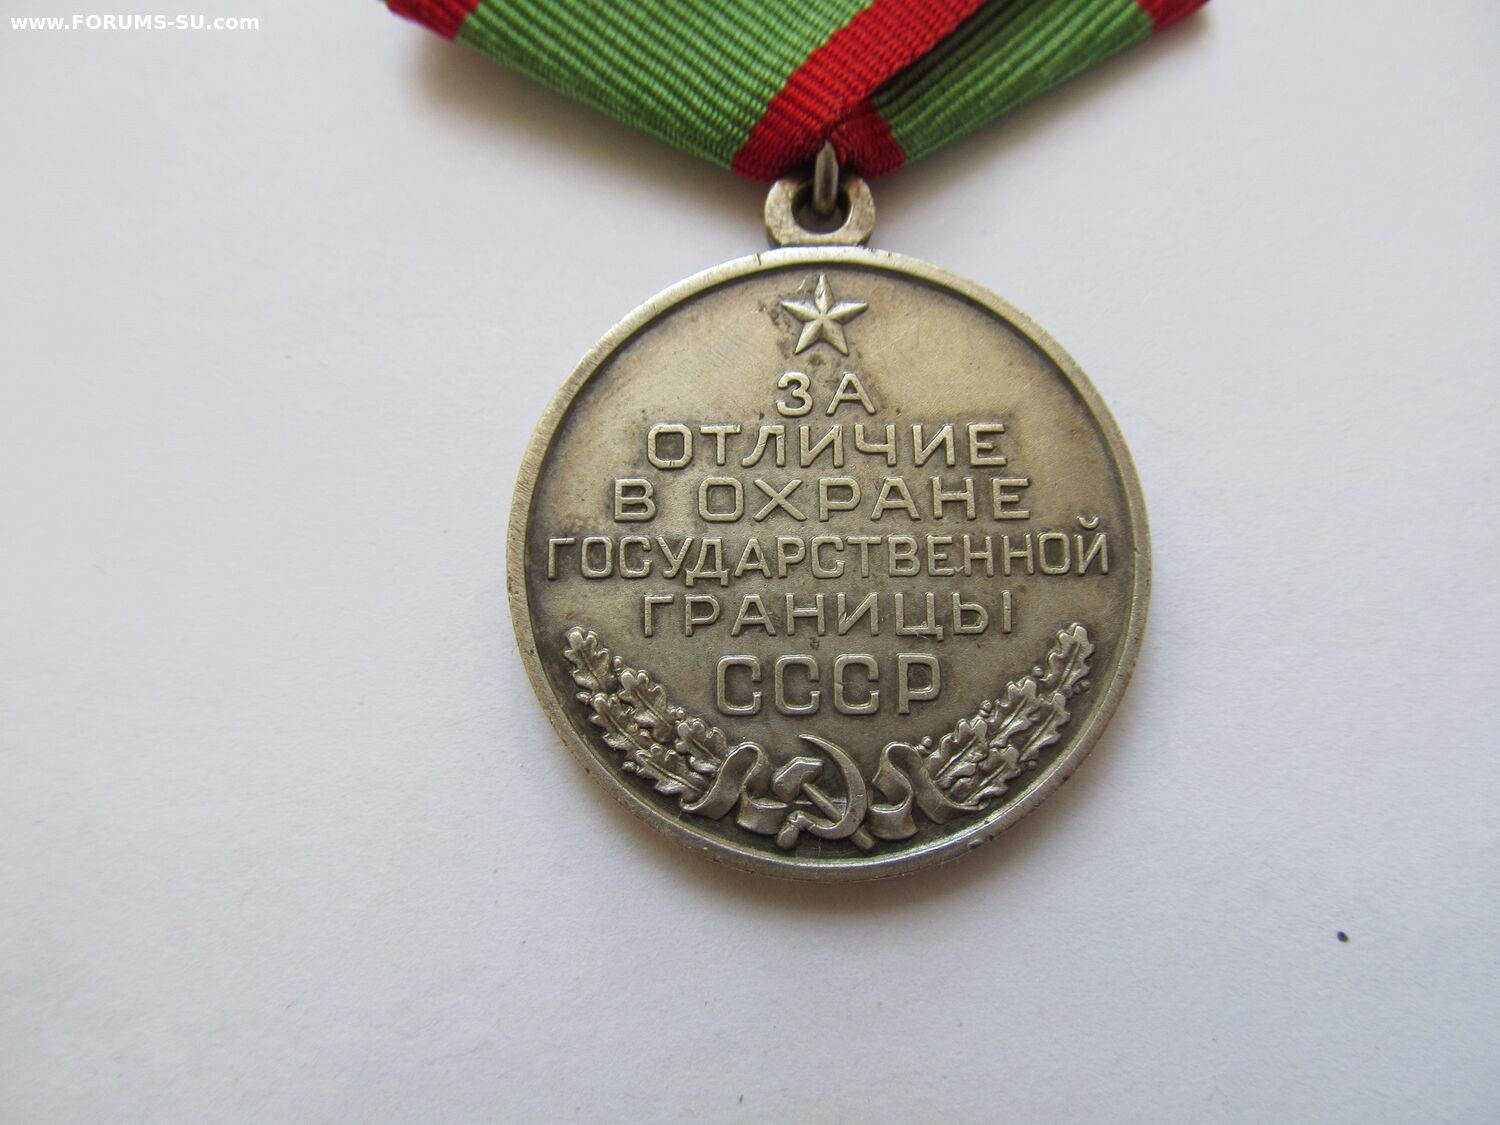 www.FORUMS-SU.com
ЗА
ОТЛИЧИЕ
В ОХРАНЕ
ГОСУДАРСТВЕННОЙ
ГРАНИЦЫ
СССР